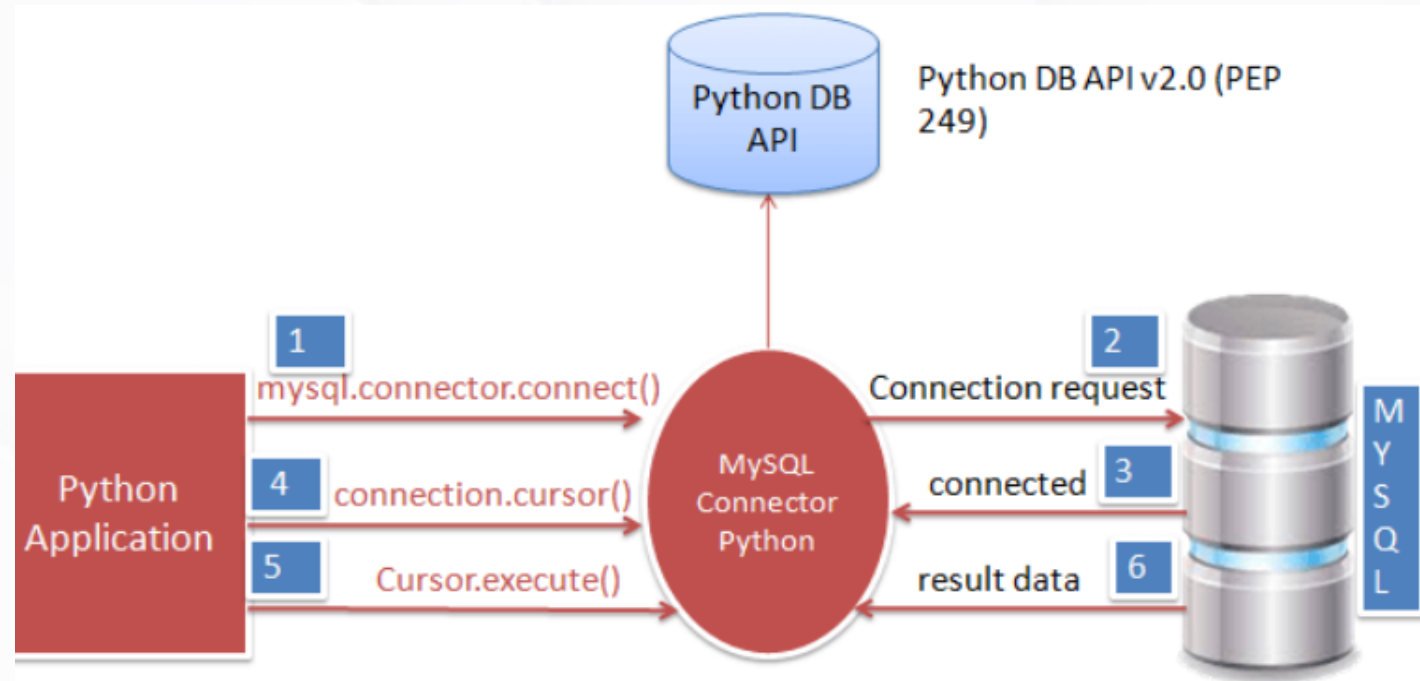 Python DB
API
Python DB API v2.0 (PEP
249)
1
mysql.connector.connect()
2
Connection request
Python
Application
4
connection.cursor()
MySQL
Connector
Python
connected
3
5
Cursor.execute()
result data
6
M
Y
S
Q
L